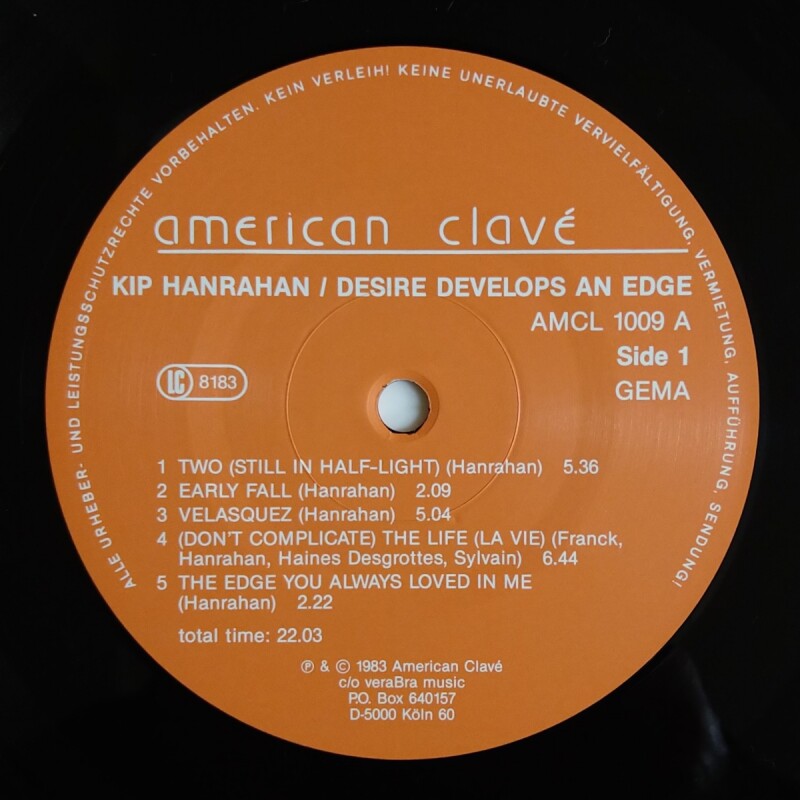 ALLE URHEBER- UND LEISTUNGSSCHUTZRECHTE VORBEHALTEN. KEIN VERLEIH! KEINE UNERLAUBTE VERVIELFÄLTIGUNG, VERMIETUNG, AUFFÜHRUNG, SENDUNG!
american clavé
KIP HANRAHAN / DESIRE DEVELOPS AN EDGE
AMCL 1009 A
Side 1
LC 8183
GEMA
1 TWO (STILL IN HALF-LIGHT) (Hanrahan) 5.36
2 EARLY FALL (Hanrahan) 2.09
3 VELASQUEZ (Hanrahan) 5.04
4 (DON'T COMPLICATE) THE LIFE (LA VIE) (Franck,
Hanrahan, Haines Desgrottes, Sylvain) 6.44
5 THE EDGE YOU ALWAYS LOVED IN ME
(Hanrahan) 2.22
total time: 22.03
℗ & © 1983 American Clavé
c/o veraBra music
P.O. Box 640157
D-5000 Köln 60